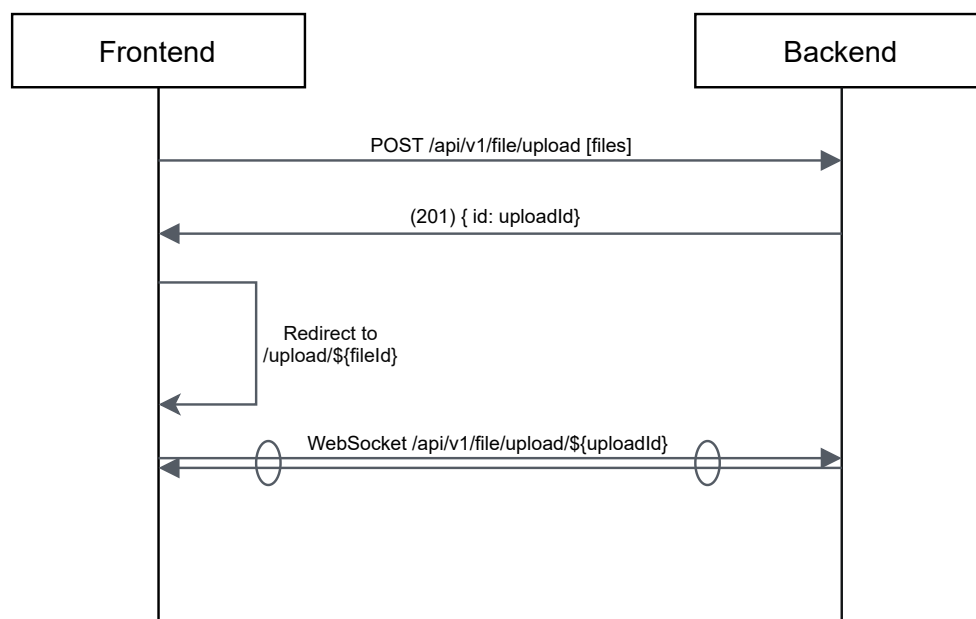 Frontend
Backend
POST /api/v1/file/upload [files]
(201) { id: uploadId}
Redirect to
/upload/${fileId}
WebSocket /api/v1/file/upload/${uploadId}